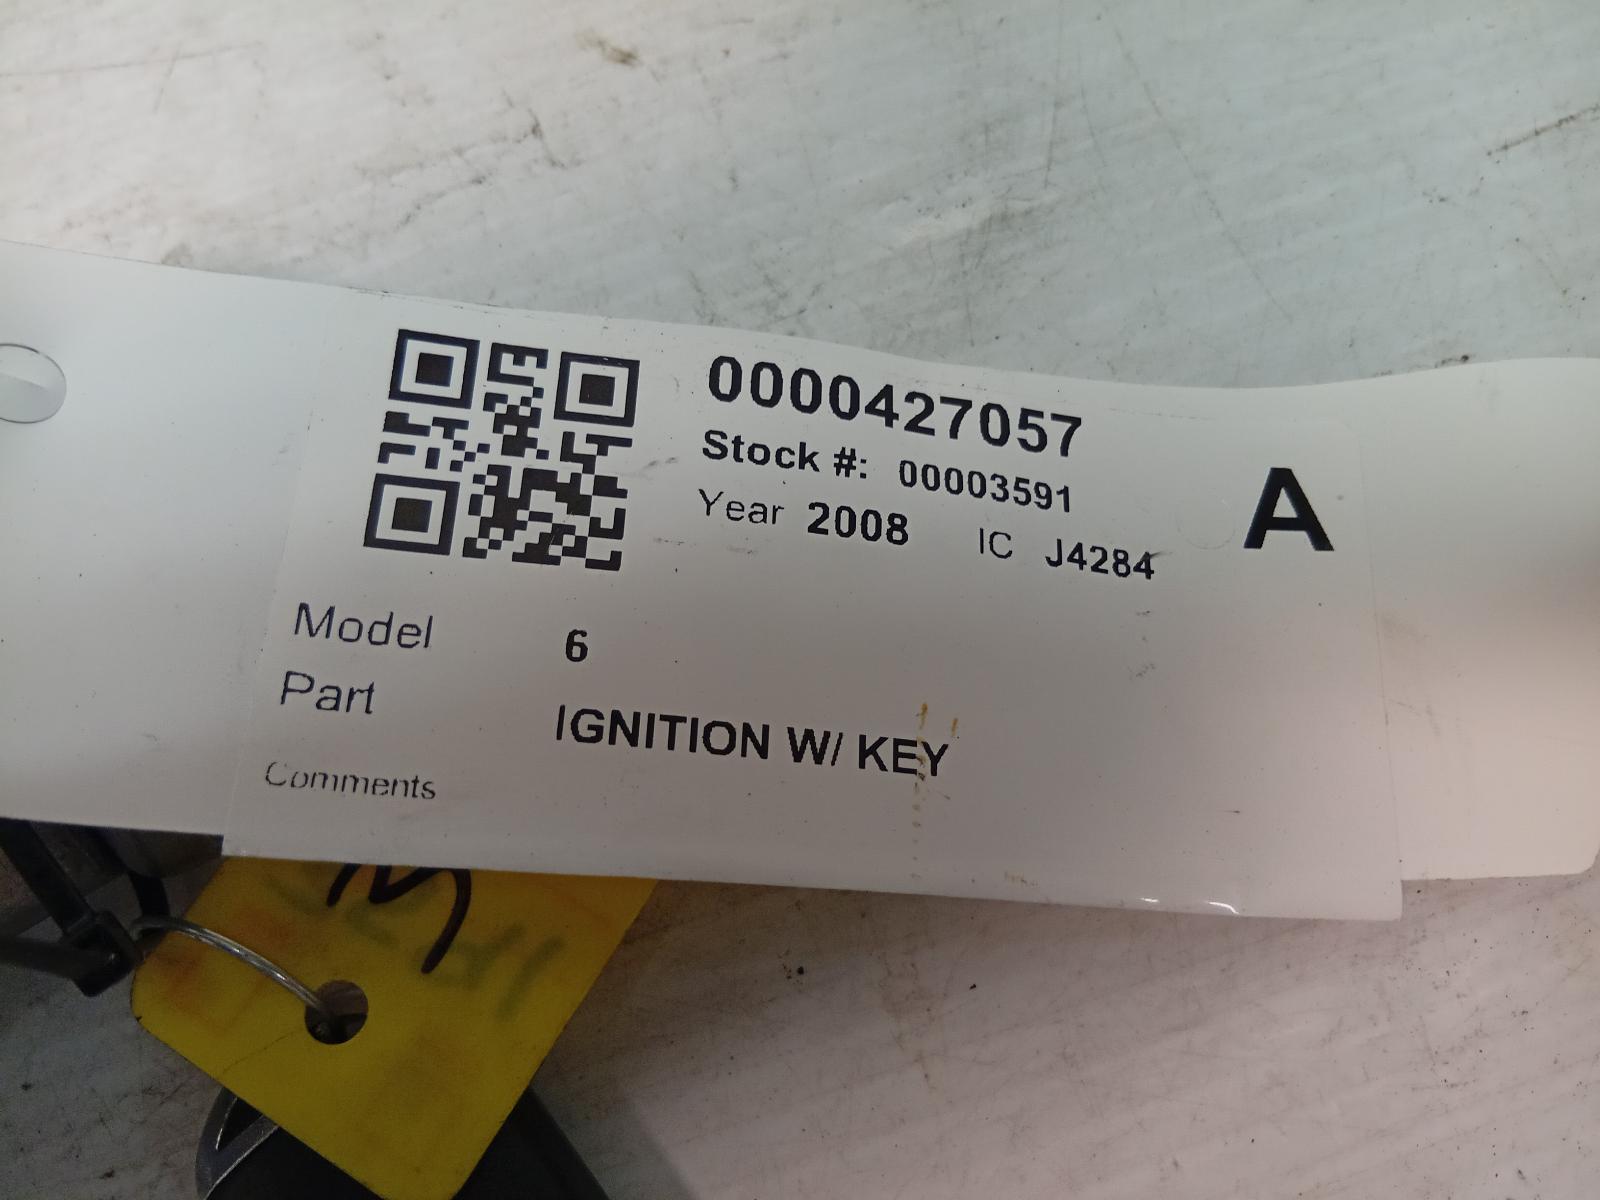 0000427057
Stock #: 00003591
Year 2008 IC J4284
A
Model 6
Part IGNITION W/ KEY
Comments